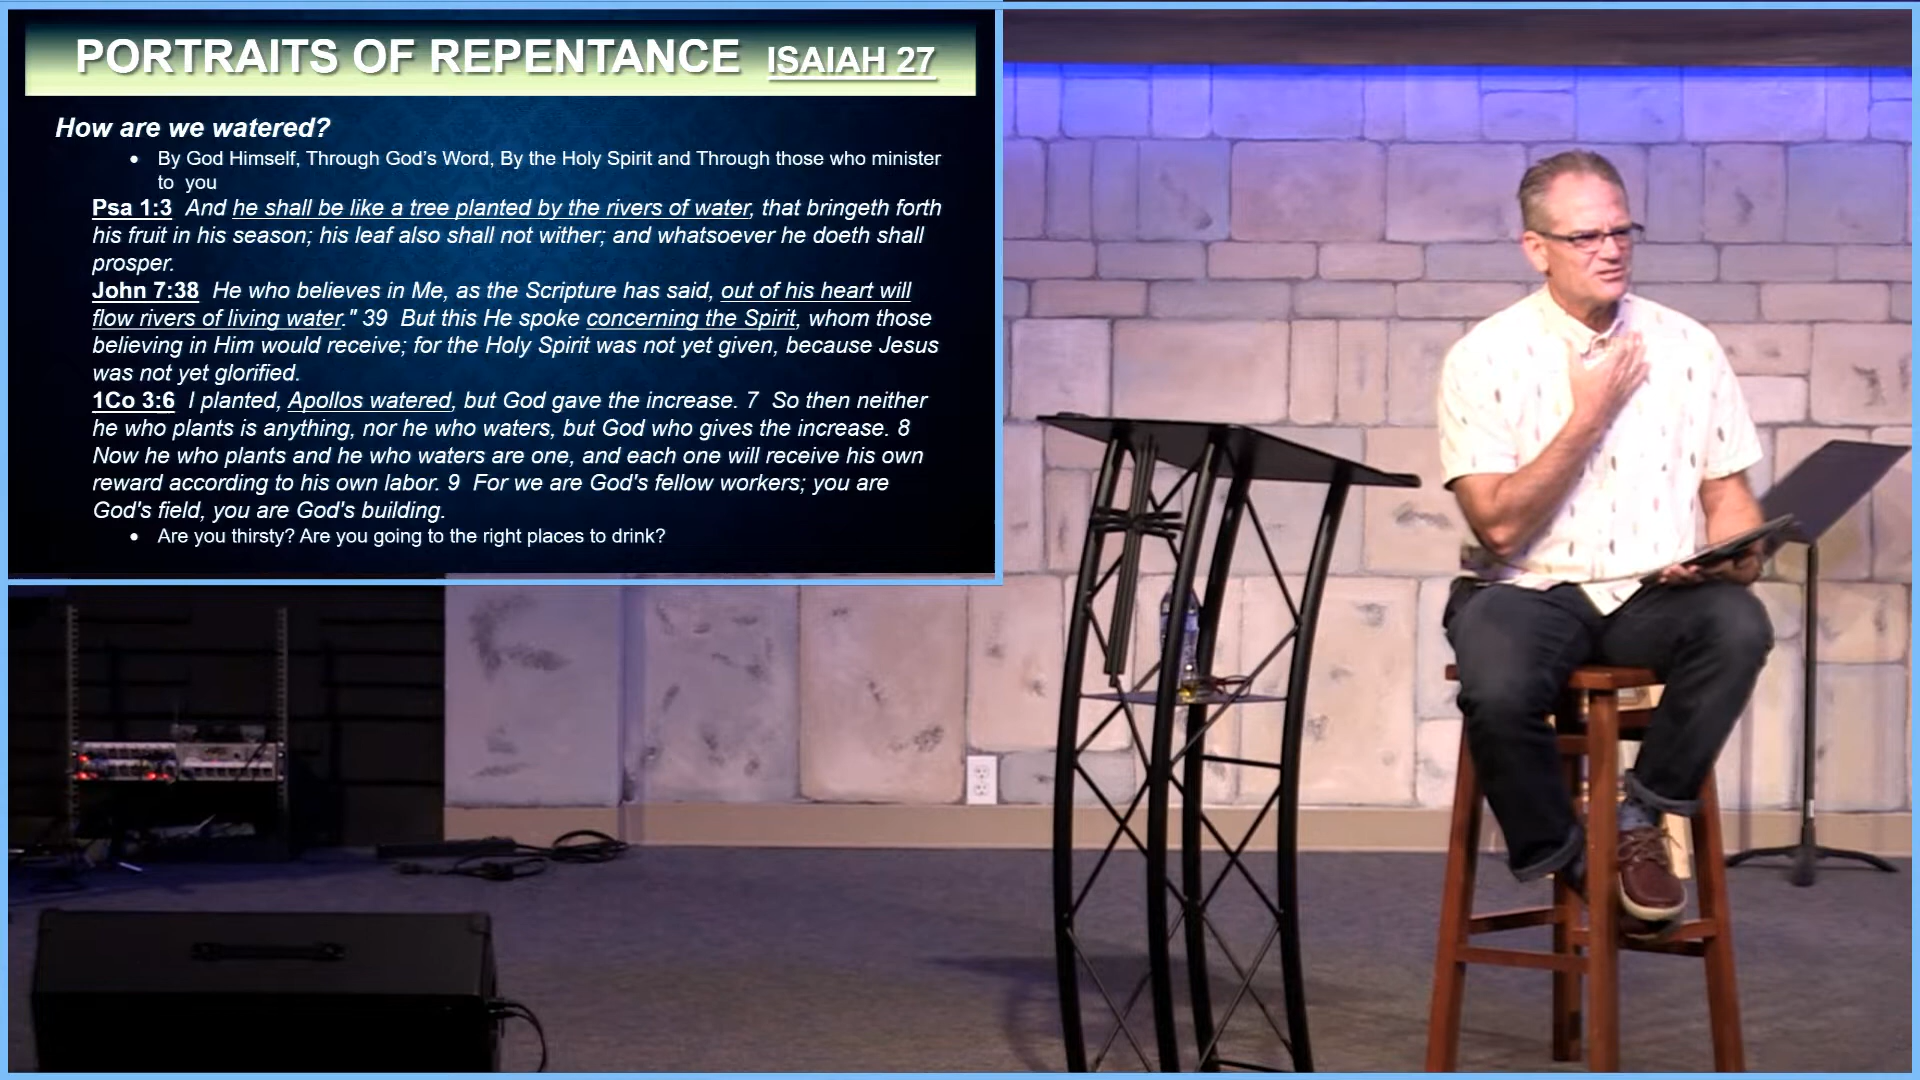 PORTRAITS OF REPENTANCE ISAIAH 27
How are we watered?
• By God Himself, Through God's Word, By the Holy Spirit and Through those who minister
to you
Psa 1:3 And he shall be like a tree planted by the rivers of water, that bringeth forth
his fruit in his season; his leaf also shall not wither; and whatsoever he doeth shall
prosper.
John 7:38 He who believes in Me, as the Scripture has said, out of his heart will
flow rivers of living water." 39 But this He spoke concerning the Spirit, whom those
believing in Him would receive; for the Holy Spirit was not yet given, because Jesus
was not yet glorified.
1Co 3:6 I planted, Apollos watered, but God gave the increase. 7 So then neither
he who plants is anything, nor he who waters, but God who gives the increase. 8
Now he who plants and he who waters are one, and each one will receive his own
reward according to his own labor. 9 For we are God's fellow workers; you are
God's field, you are God's building.
• Are you thirsty? Are you going to the right places to drink?